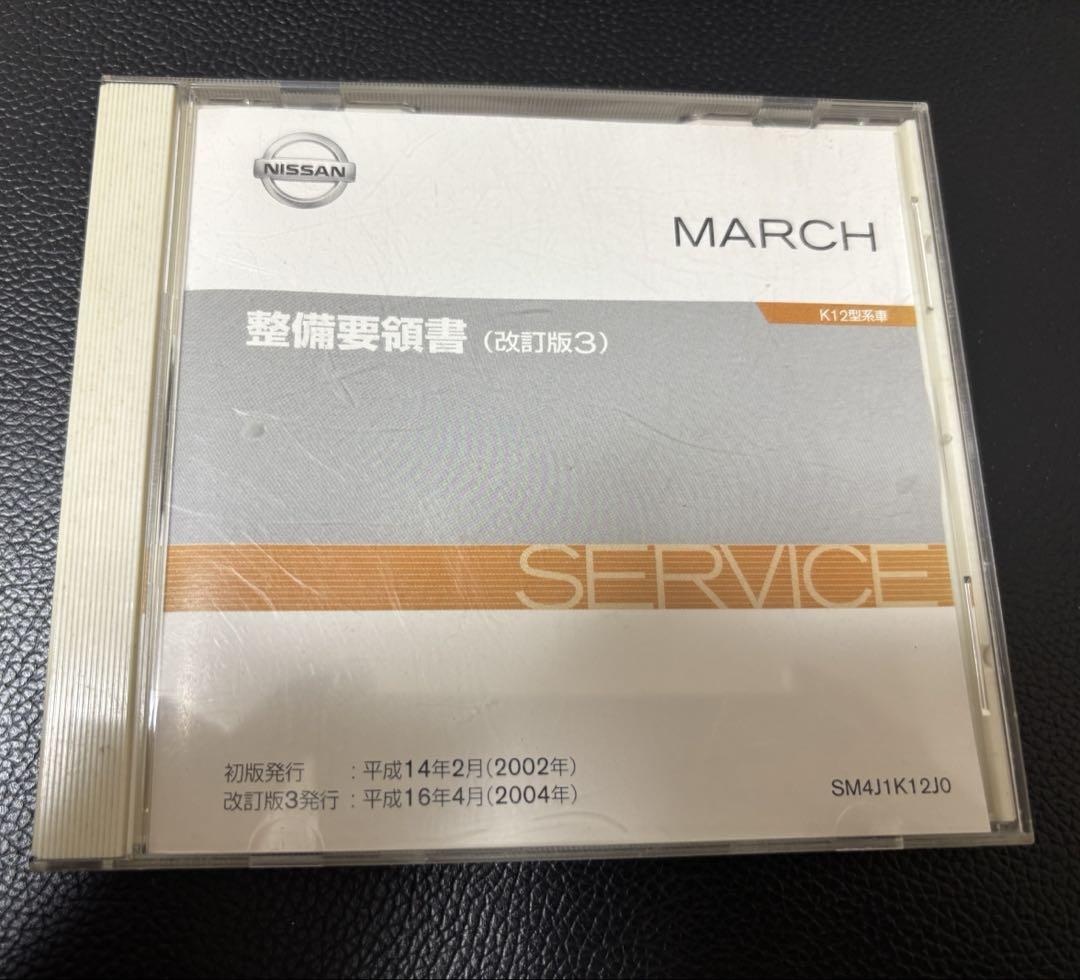 NISSAN
MARCH
K12型系車
整備要領書（改訂版3）
SERVICE
初版発行　：平成14年2月(2002年)
改訂版3発行：平成16年4月(2004年)
SM4J1K12J0